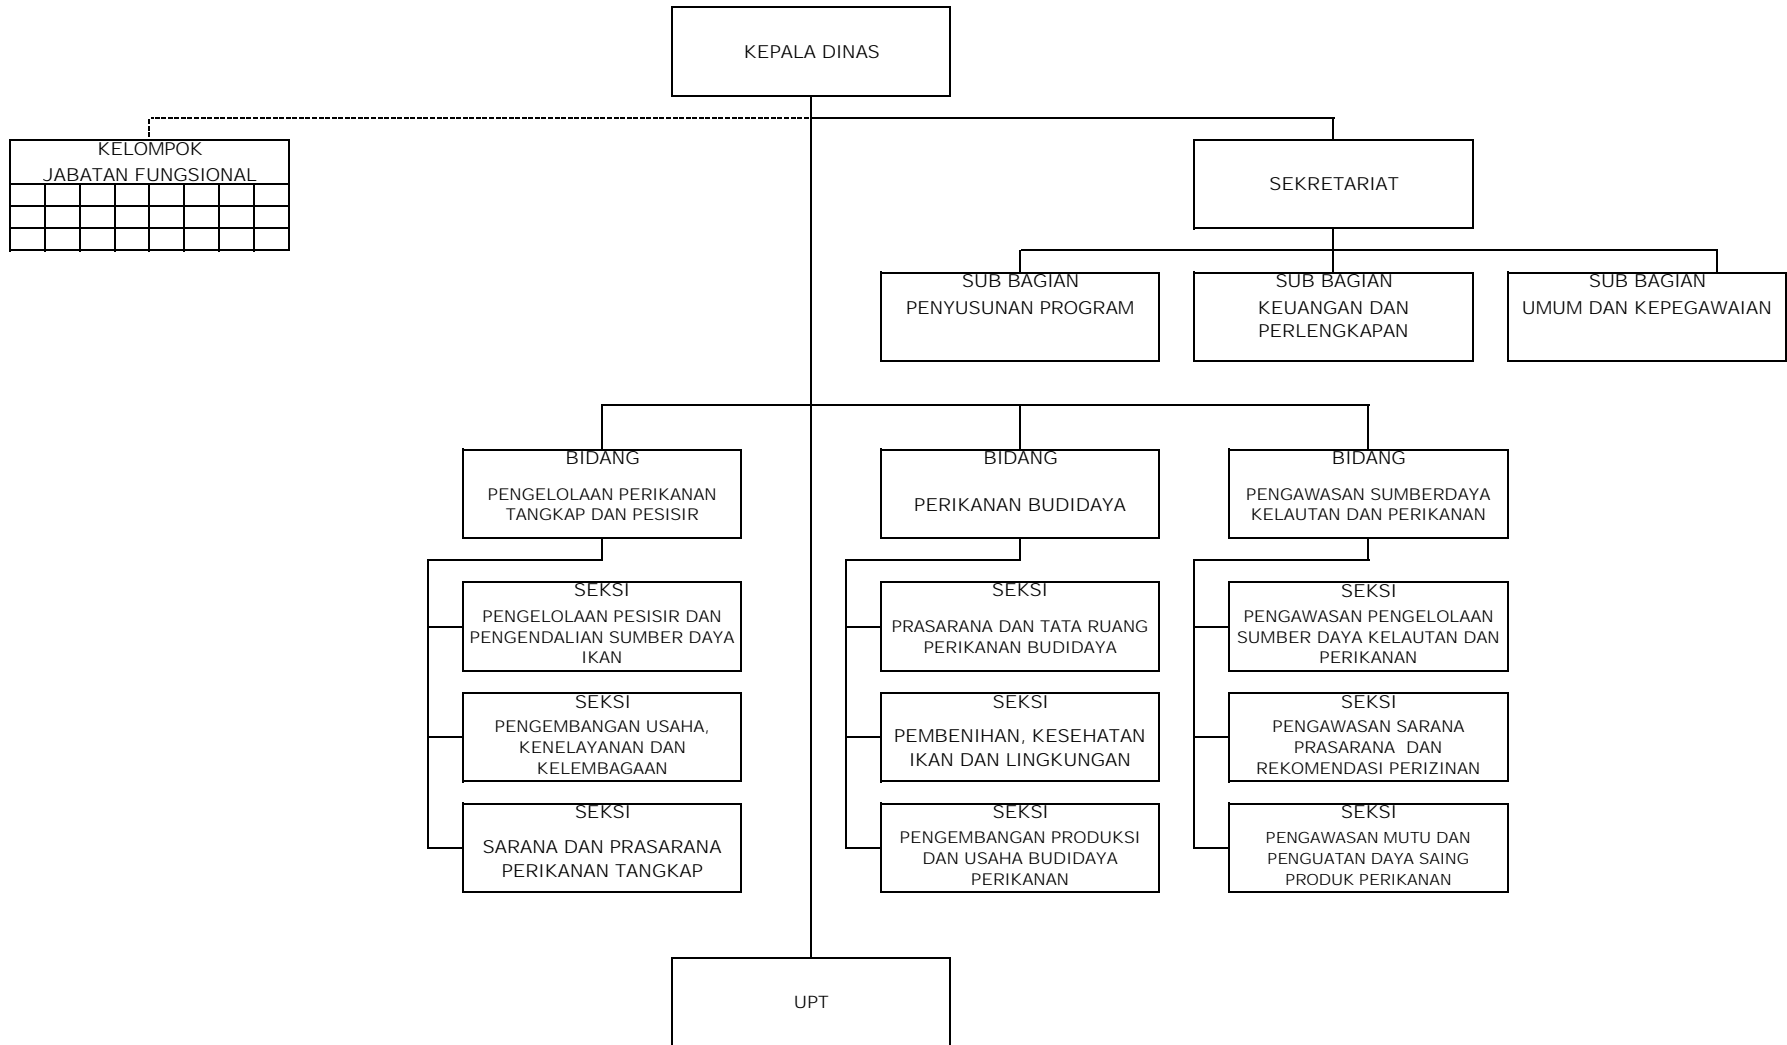 KEPALA DINAS
KELOMPOK
JABATAN FUNGSIONAL
SEKRETARIAT
SUB BAGIAN
PENYUSUNAN PROGRAM
SUB BAGIAN
KEUANGAN DAN
PERLENGKAPAN
SUB BAGIAN
UMUM DAN KEPEGAWAIAN
BIDANG
PENGELOLAAN PERIKANAN
TANGKAP DAN PESISIR
BIDANG
PERIKANAN BUDIDAYA
BIDANG
PENGAWASAN SUMBERDAYA
KELAUTAN DAN PERIKANAN
SEKSI
PENGELOLAAN PESISIR DAN
PENGENDALIAN SUMBER DAYA
IKAN
SEKSI
PRASARANA DAN TATA RUANG
PERIKANAN BUDIDAYA
SEKSI
PENGAWASAN PENGELOLAAN
SUMBER DAYA KELAUTAN DAN
PERIKANAN
SEKSI
PENGEMBANGAN USAHA,
KENELAYANAN DAN
KELEMBAGAAN
SEKSI
PEMBENIHAN, KESEHATAN
IKAN DAN LINGKUNGAN
SEKSI
PENGAWASAN SARANA
PRASARANA  DAN
REKOMENDASI PERIZINAN
SEKSI
SARANA DAN PRASARANA
PERIKANAN TANGKAP
SEKSI
PENGEMBANGAN PRODUKSI
DAN USAHA BUDIDAYA
PERIKANAN
SEKSI
PENGAWASAN MUTU DAN
PENGUATAN DAYA SAING
PRODUK PERIKANAN
UPT